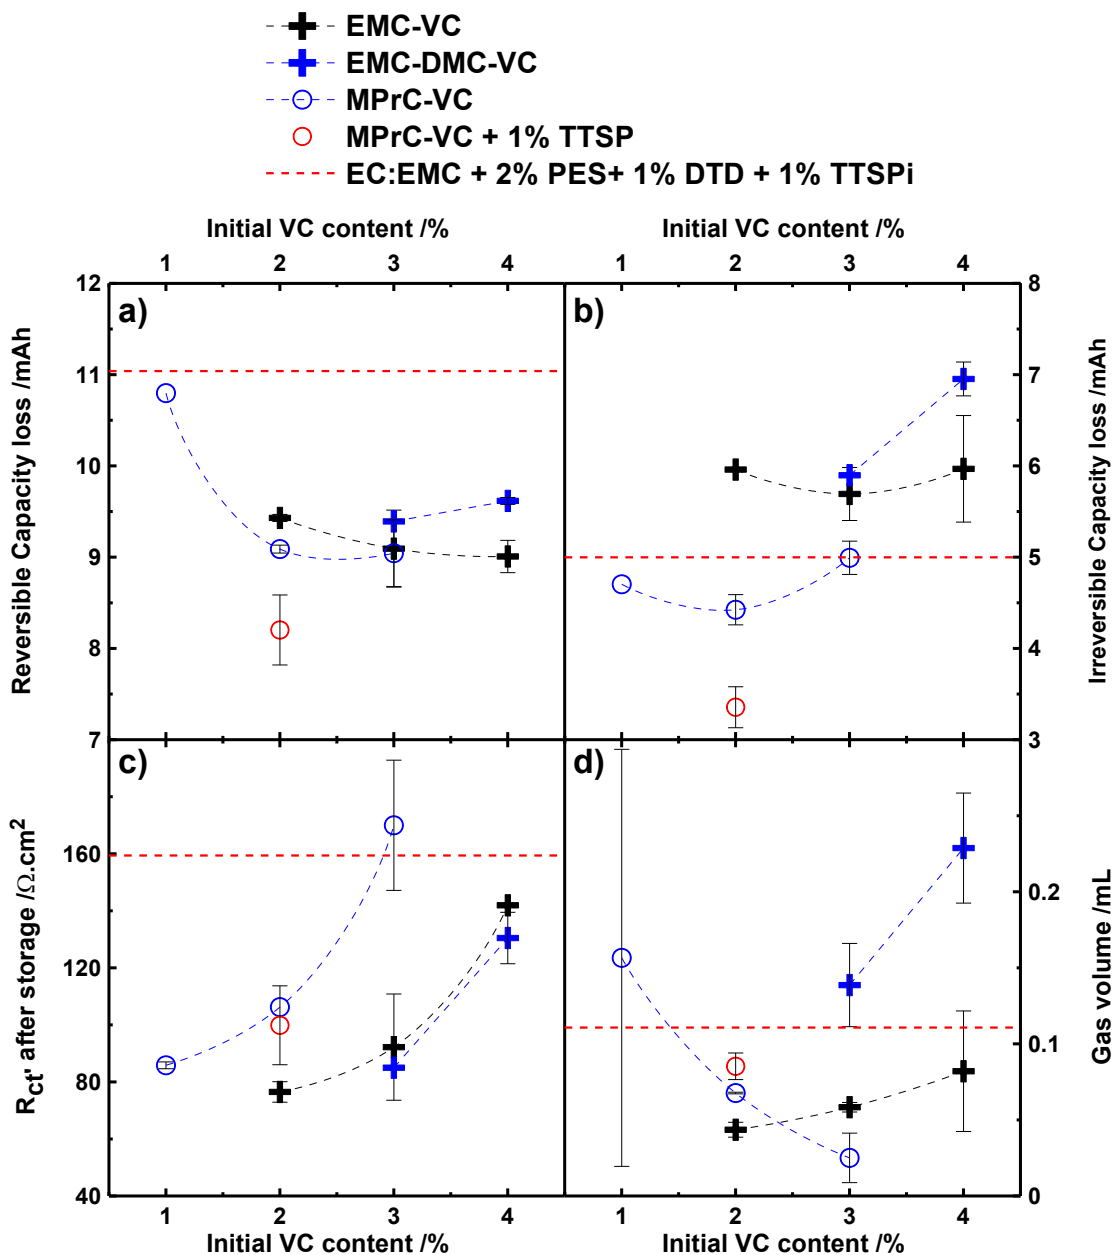 EMC-VC
EMC-DMC-VC
MPrC-VC
MPrC-VC + 1% TTSP
EC:EMC + 2% PES+ 1% DTD + 1% TTSPi
Initial VC content /%
Initial VC content /%
1 2 3 4
1 2 3 4
a)
b)
12
11
10
9
8
7
Reversible Capacity loss /mAh
8
7
6
5
4
3
Irreversible Capacity loss /mAh
c)
d)
160
120
80
40
Rct' after storage /Ω.cm²
0.2
0.1
0
Gas volume /mL
1 2 3 4
1 2 3 4
Initial VC content /%
Initial VC content /%